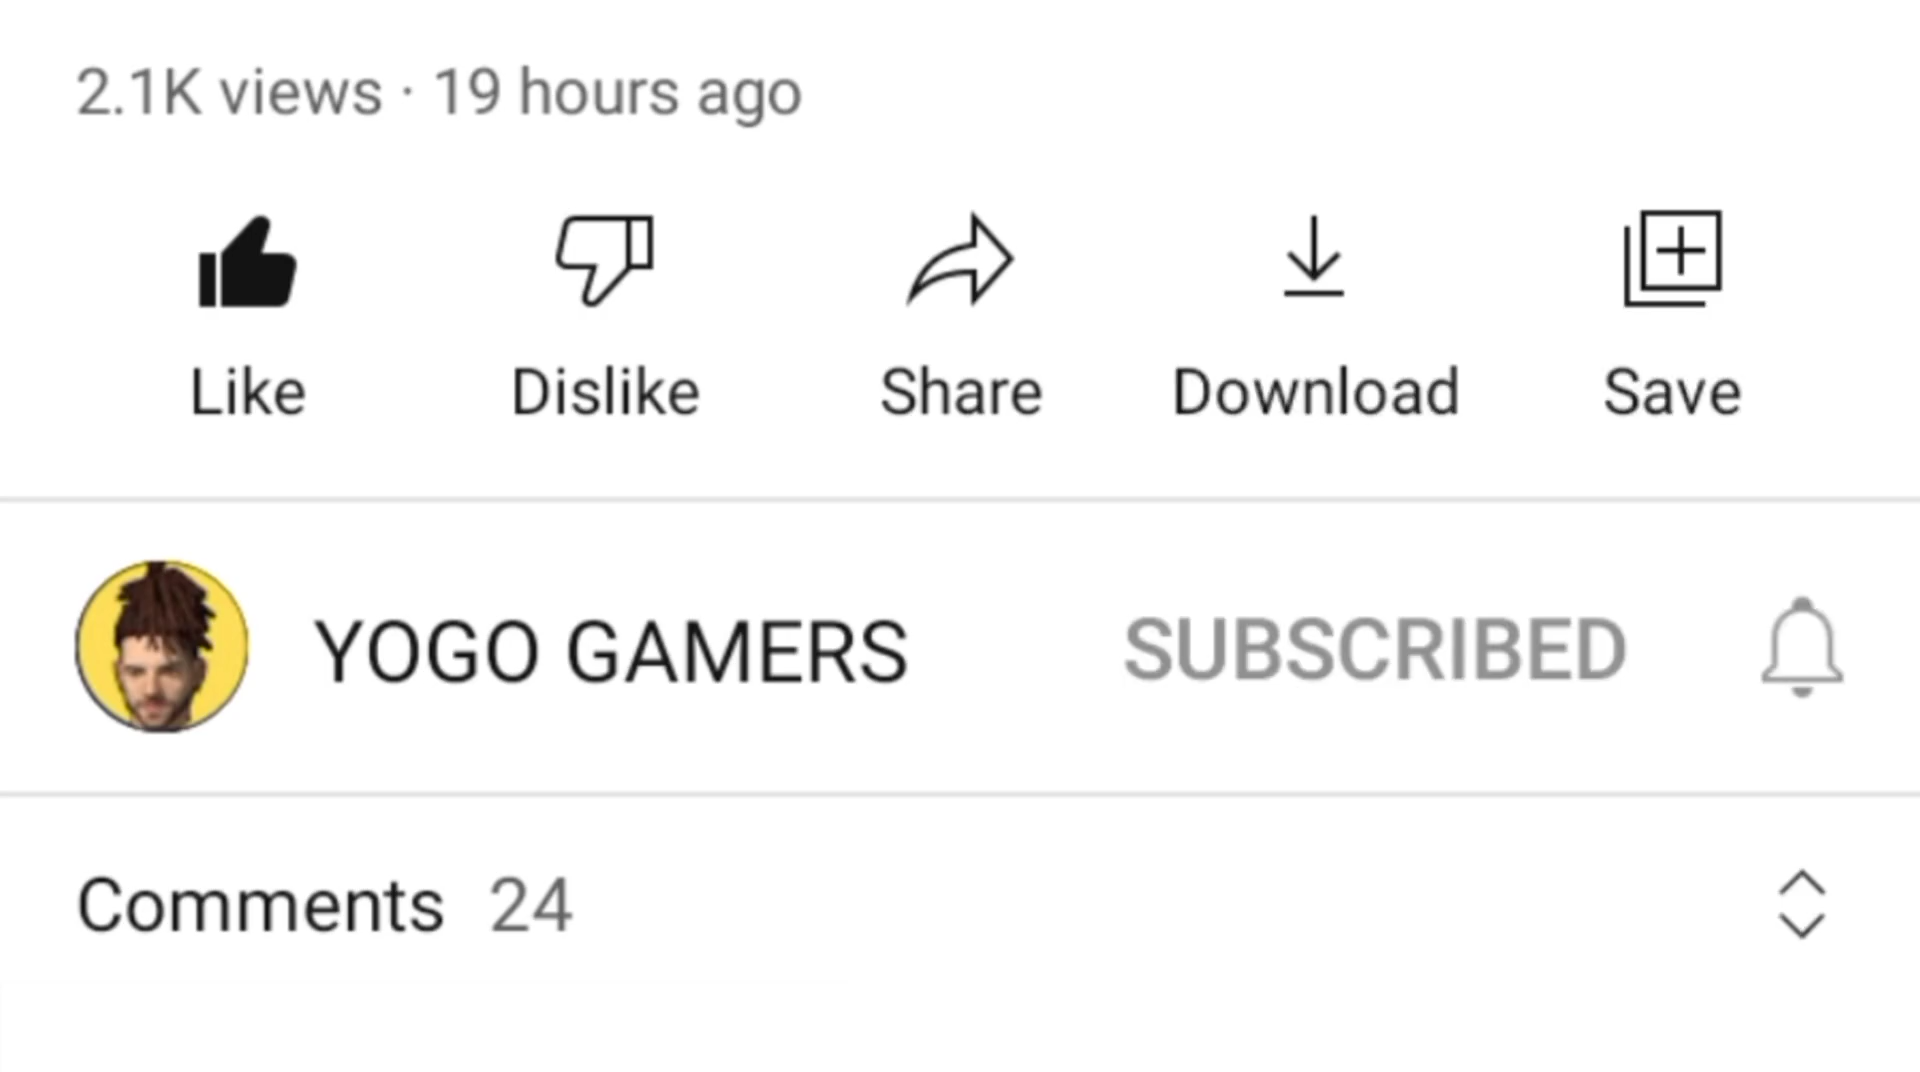 2.1K views · 19 hours ago
Like Dislike Share Download Save
YOGO GAMERS SUBSCRIBED
Comments 24